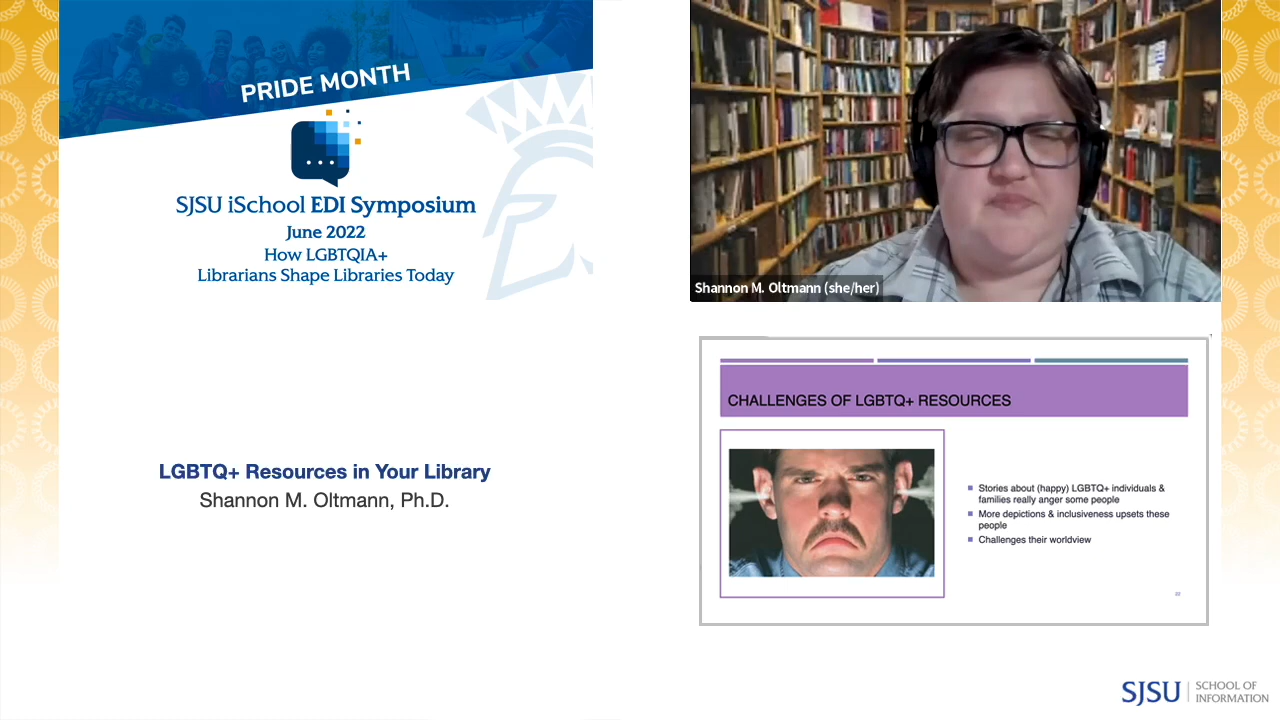 PRIDE MONTH
SJSU iSchool EDI Symposium
June 2022
How LGBTQIA+
Librarians Shape Libraries Today
LGBTQ+ Resources in Your Library
Shannon M. Oltmann, Ph.D.
Shannon M. Oltmann (she/her)
CHALLENGES OF LGBTQ+ RESOURCES
Stories about (happy) LGBTQ+ individuals &
families really anger some people
More depictions & inclusiveness upsets these
people
Challenges their worldview
SJSU SCHOOL OF
INFORMATION